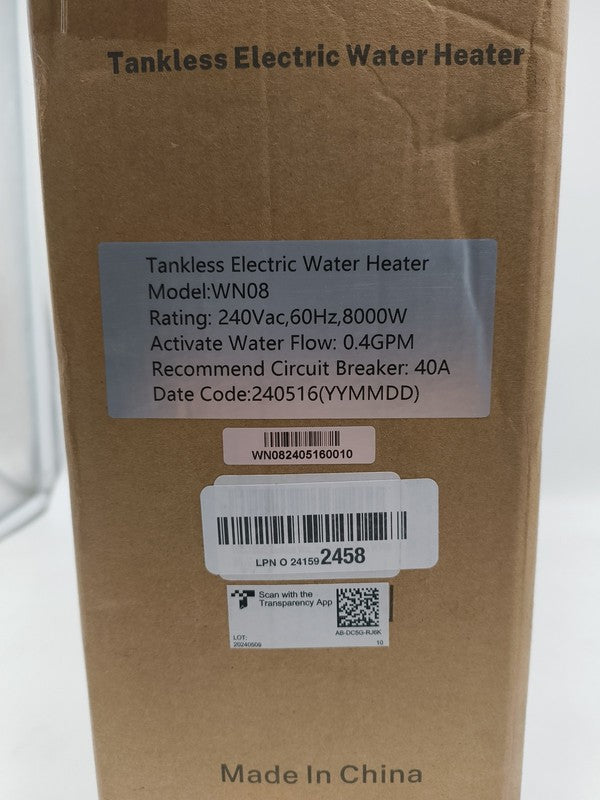 Tankless Electric Water Heater
Tankless Electric Water Heater
Model:WN08
Rating: 240Vac,60Hz,8000W
Activate Water Flow: 0.4GPM
Recommend Circuit Breaker: 40A
Date Code:240516(YYMMDD)
WN082405160010
LPN O 24159 2458
Scan with the
Transparency App
AB-DC5G-RJ6K
LOT:
20240506
10
Made In China